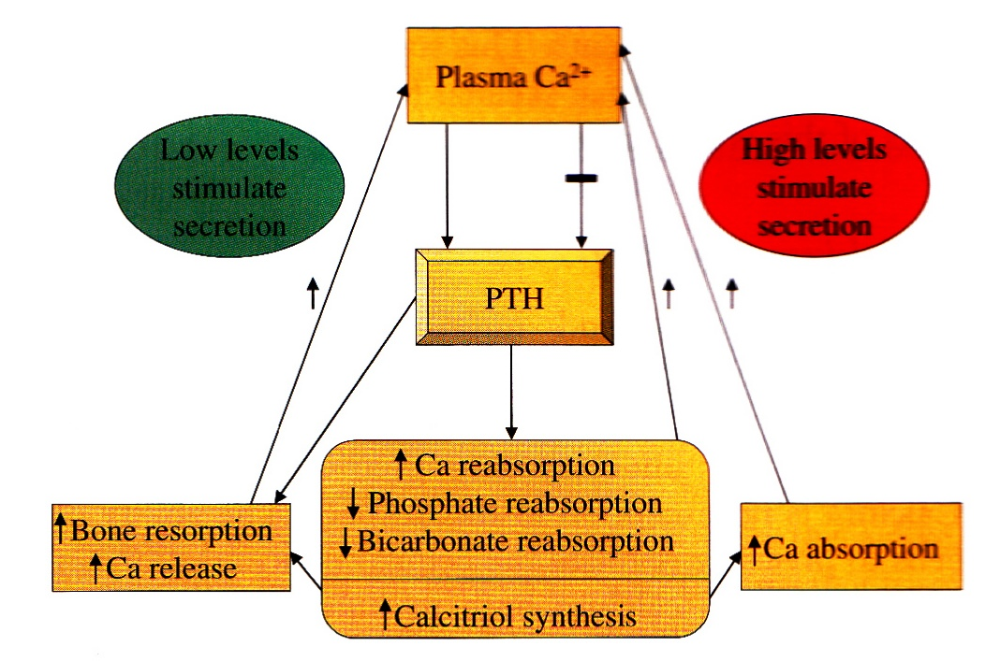 Plasma Ca²⁺
Low levels
stimulate
secretion
High levels
stimulate
secretion
PTH
↑ Ca reabsorption
↓ Phosphate reabsorption
↓ Bicarbonate reabsorption
↑ Calcitriol synthesis
↑ Bone resorption
↑ Ca release
↑ Ca absorption